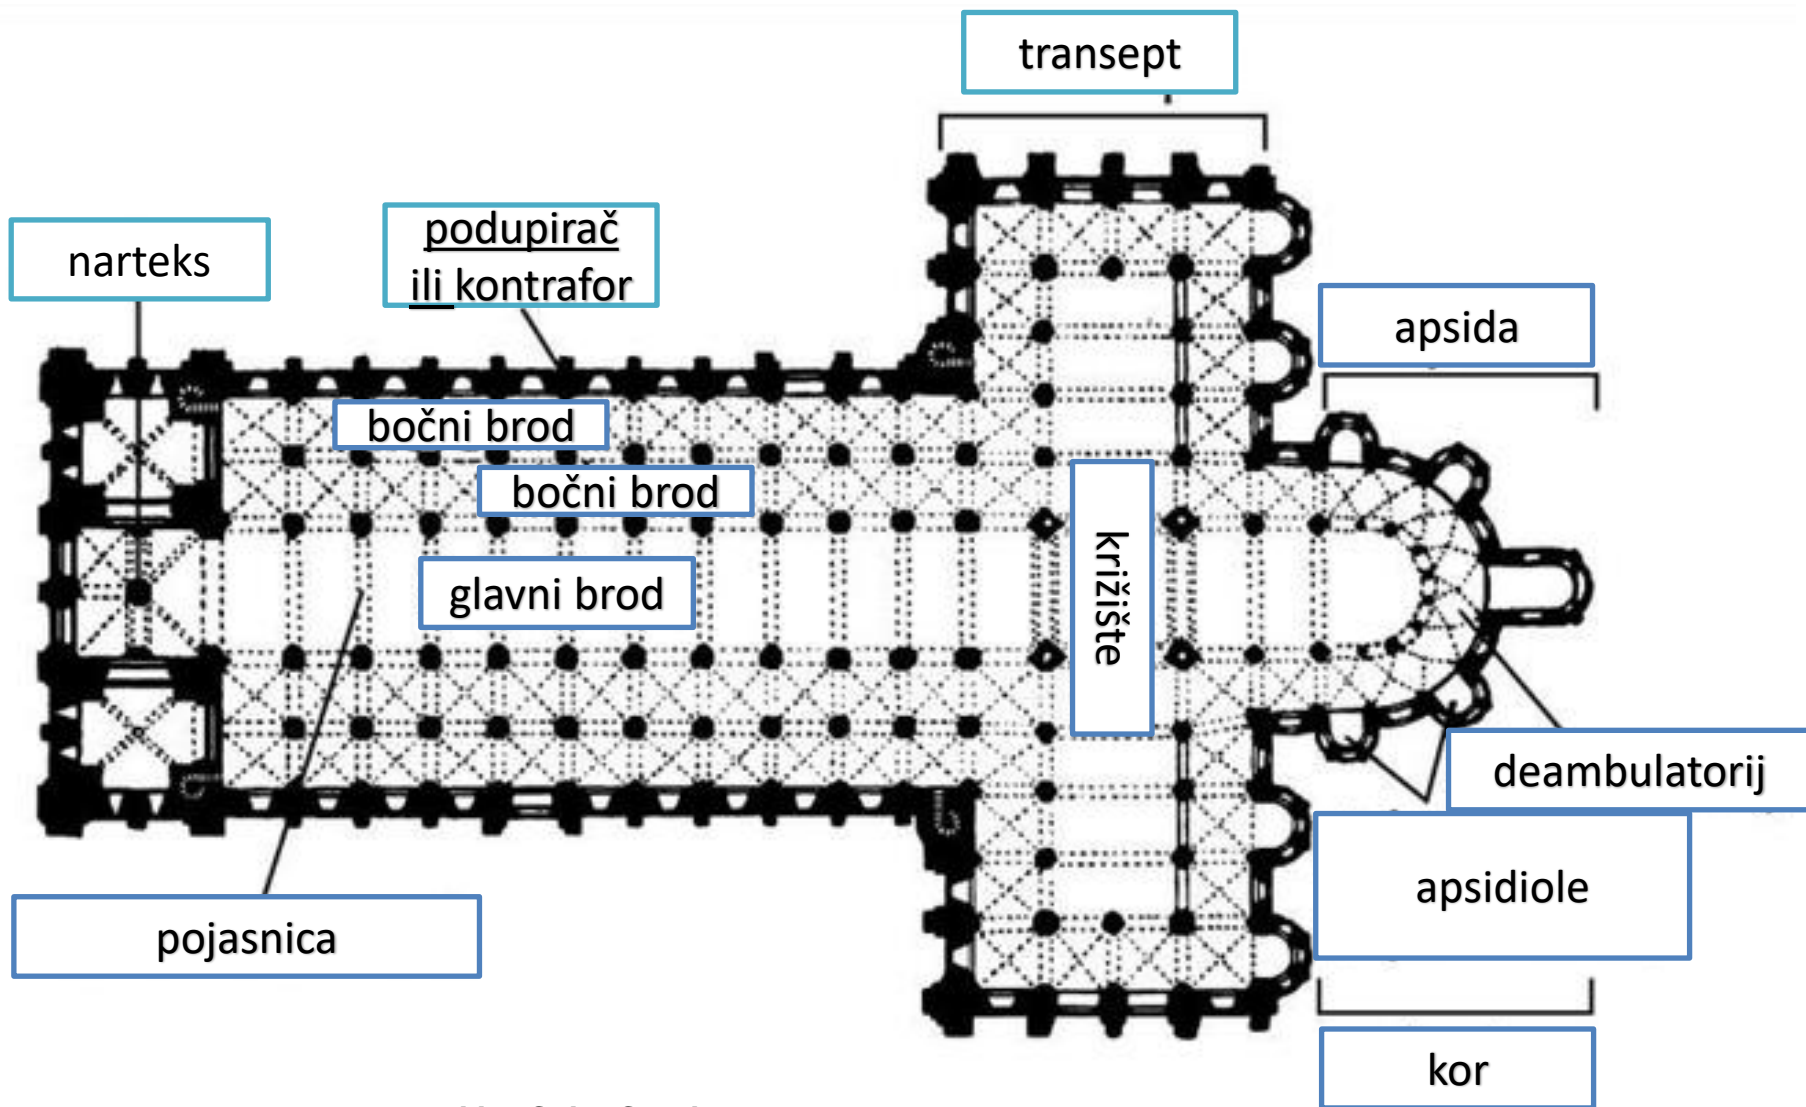 transept
narteks
podupirač
ili kontrafor
apsida
bočni brod
bočni brod
križište
glavni brod
deambulatorij
apsidiole
pojasnica
kor